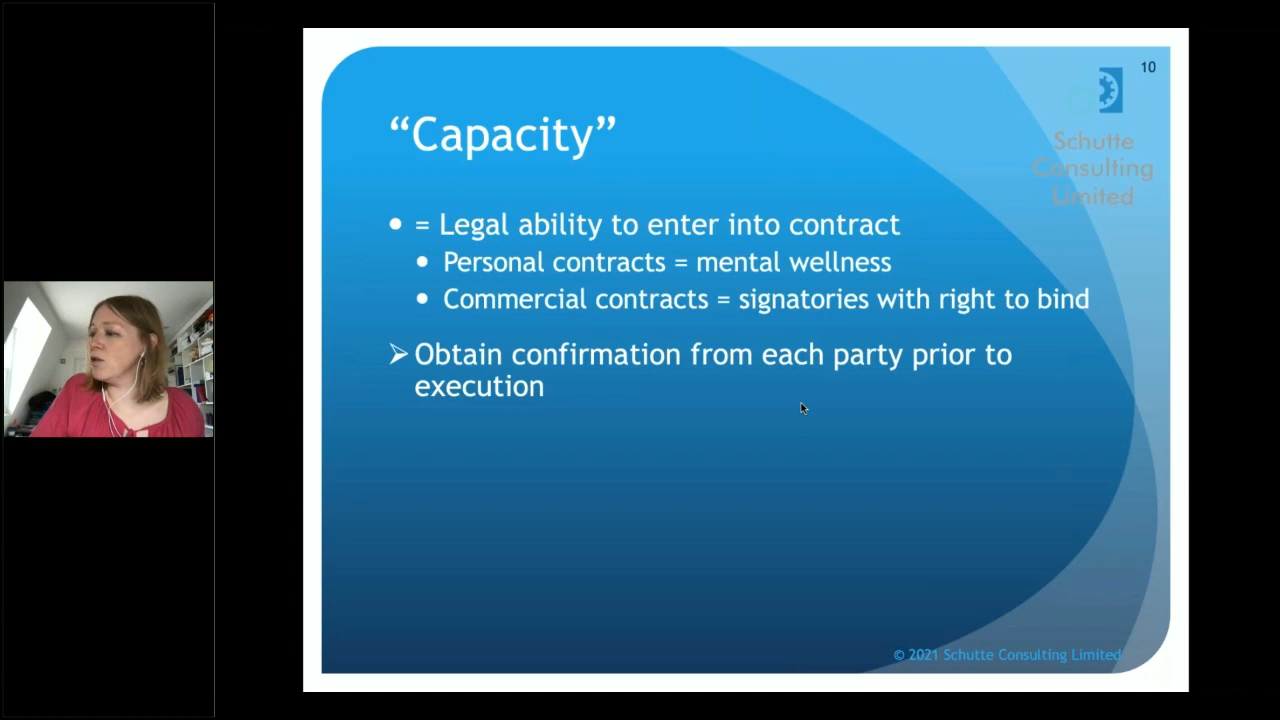 10
Schutte
Consulting
Limited
“Capacity”
• = Legal ability to enter into contract
• Personal contracts = mental wellness
• Commercial contracts = signatories with right to bind
➢ Obtain confirmation from each party prior to
execution
© 2021 Schutte Consulting Limited